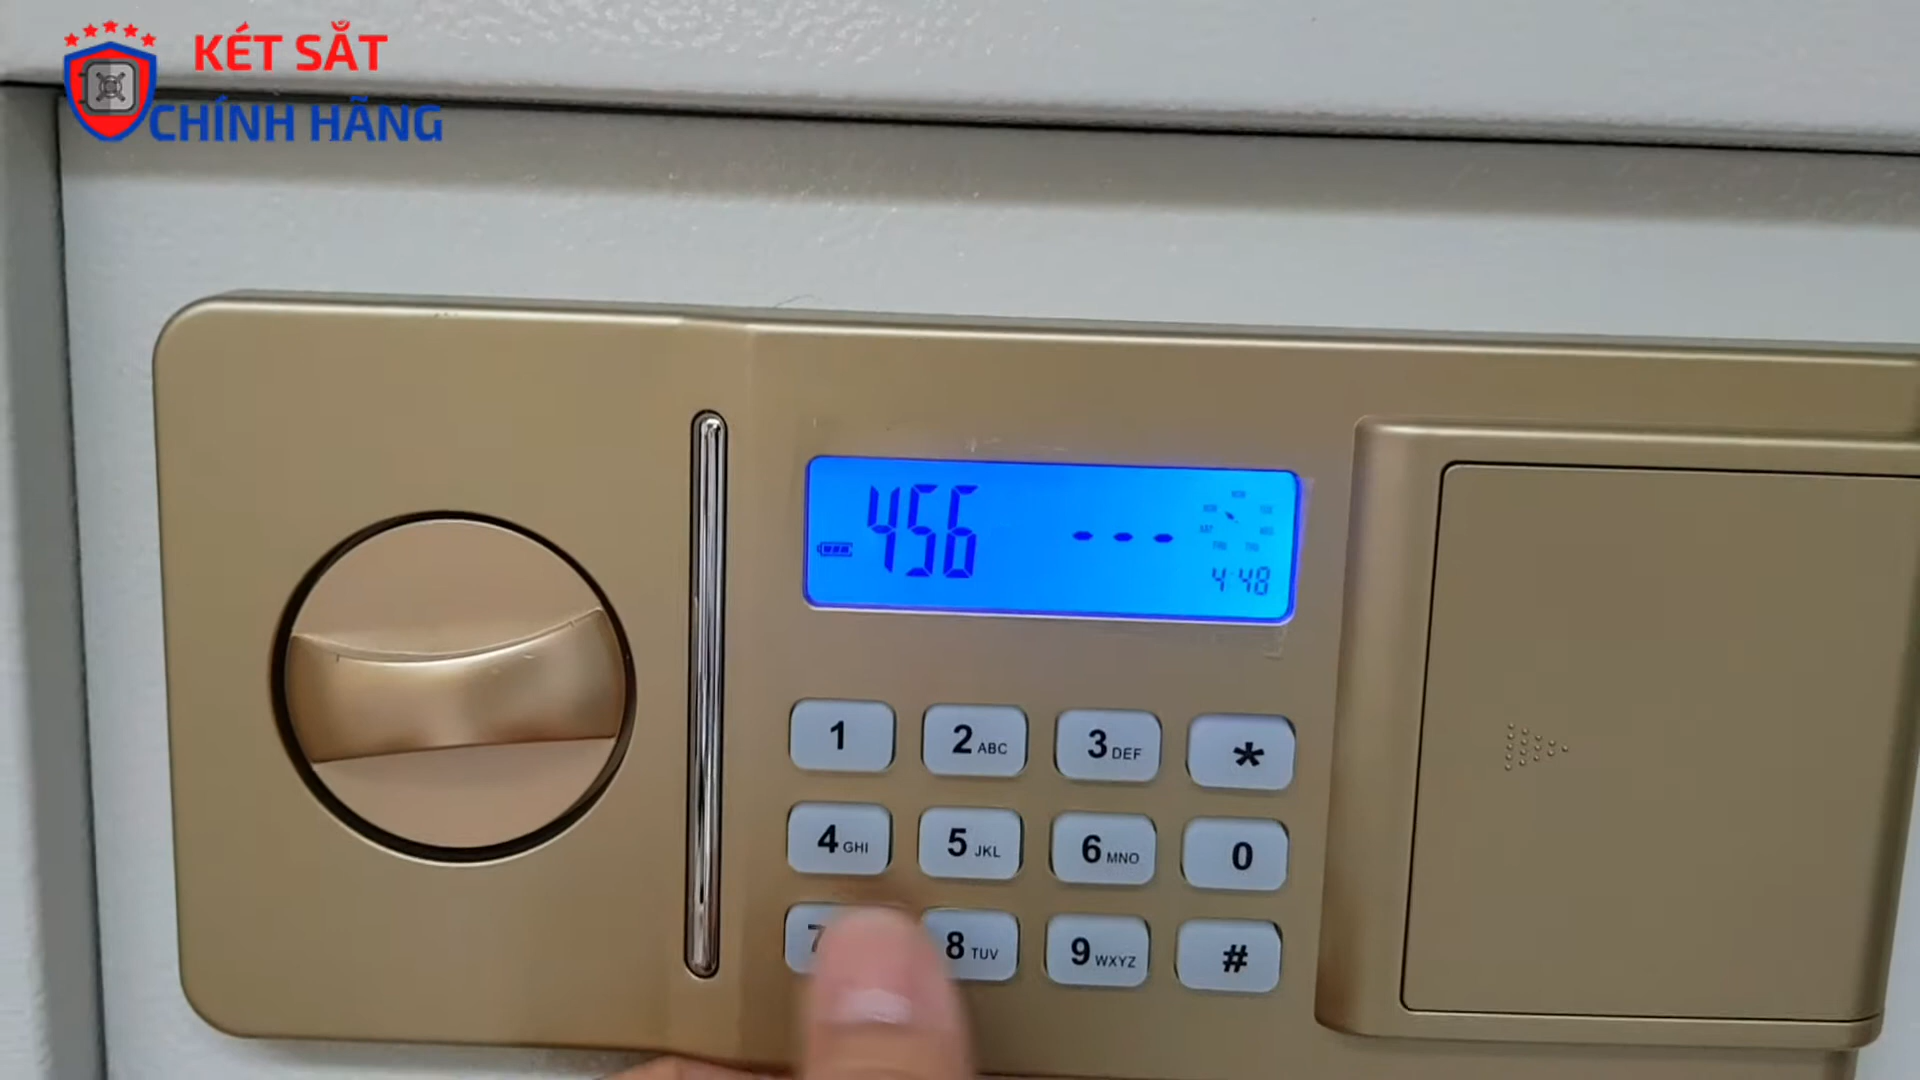 KÉT SẮT
CHÍNH HÃNG
456 - - -
4:48
1 2 ABC 3 DEF *
4 GHI 5 JKL 6 MNO 0
7 8 TUV 9 WXYZ #